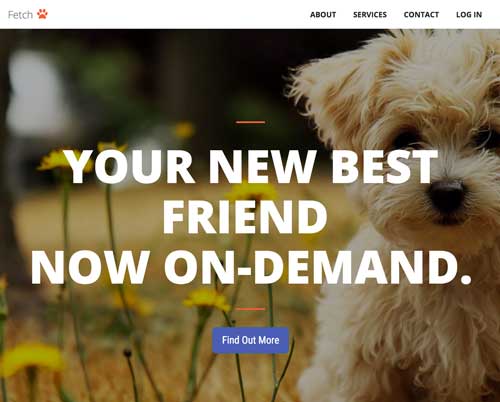 Fetch
ABOUT SERVICES CONTACT LOG IN
YOUR NEW BEST
FRIEND
NOW ON-DEMAND.
Find Out More